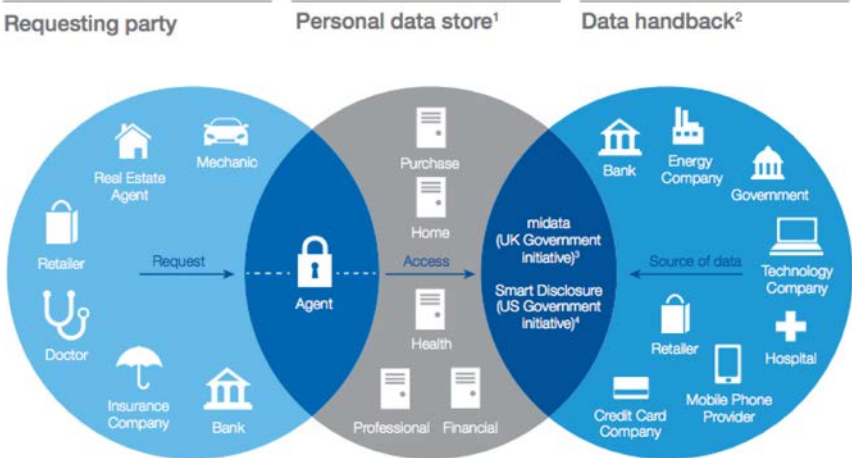 Requesting party
Personal data store¹
Data handback²
Real Estate
Agent
Mechanic
Retailer
Request
Doctor
Insurance
Company
Bank
Agent
Purchase
Home
Access
Health
Professional
Financial
midata
(UK Government
initiative)³
Smart Disclosure
(US Government
initiative)⁴
Bank
Energy
Company
Government
Source of data
Technology
Company
Retailer
Hospital
Mobile Phone
Provider
Credit Card
Company